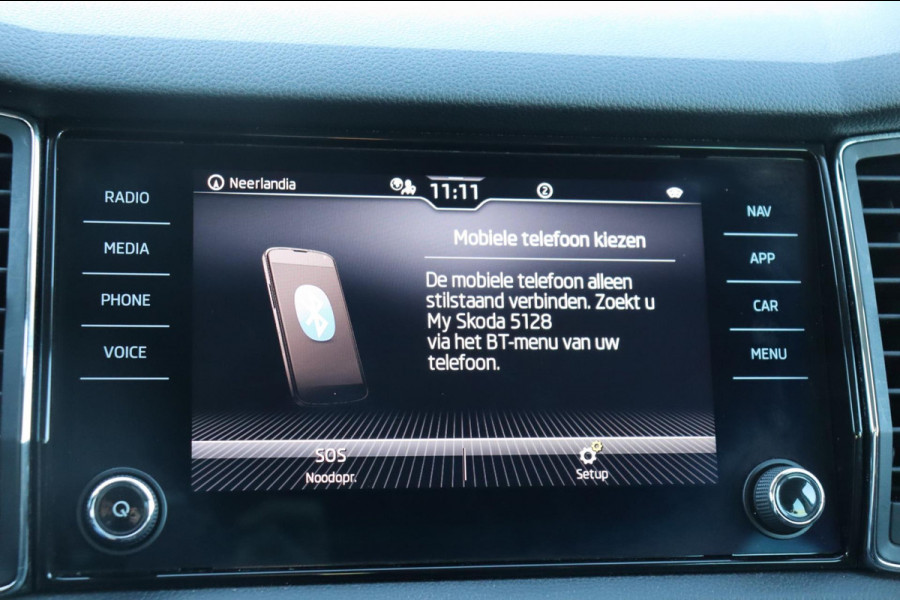 RADIO
MEDIA
PHONE
VOICE
Neerlandia
11:11
2
Mobiele telefoon kiezen
De mobiele telefoon alleen
stilstaand verbinden. Zoekt u
My Skoda 5128
via het BT-menu van uw
telefoon.
SOS
Noodopr.
Setup
NAV
APP
CAR
MENU